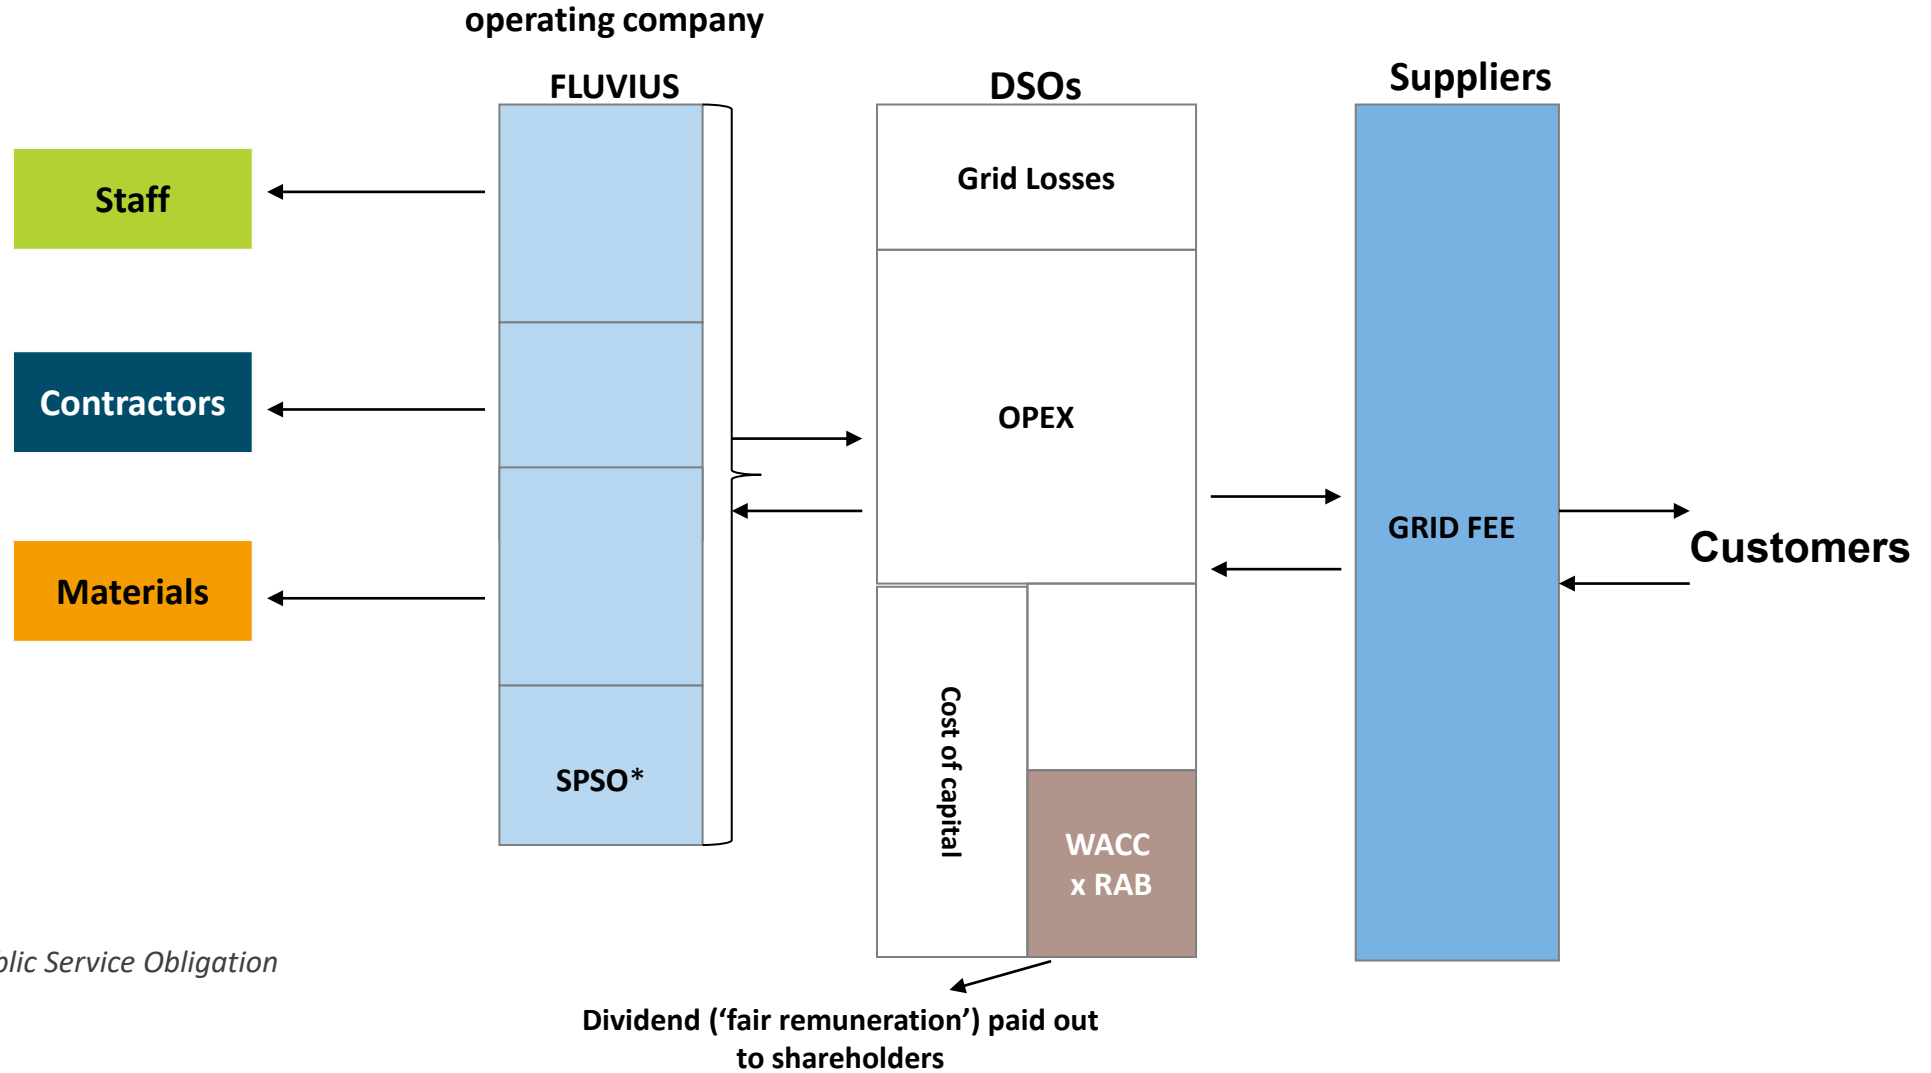 operating company
FLUVIUS
DSOs
Suppliers
Staff
Grid Losses
Contractors
OPEX
GRID FEE
Customers
Materials
Cost of capital
SPSO*
WACC
x RAB
Service Obligation
Dividend (‘fair remuneration’) paid out
to shareholders